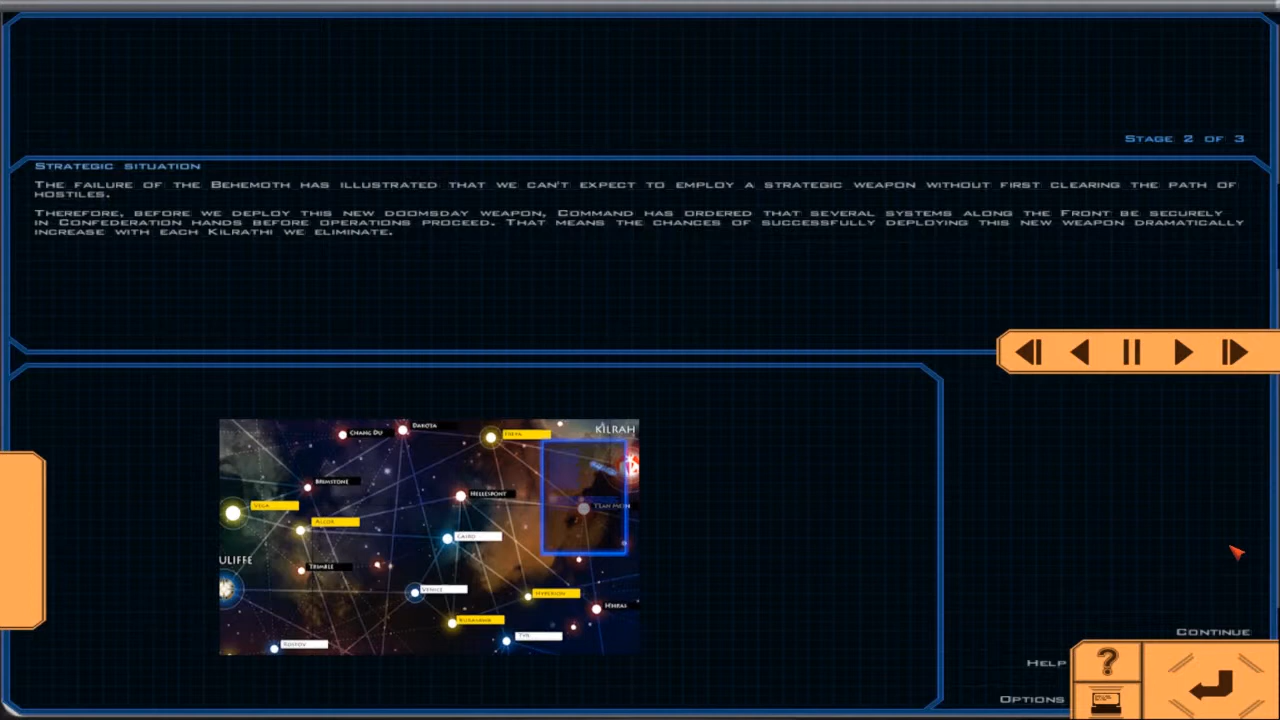 Stage 2 of 3
Strategic situation
The failure of the Behemoth has illustrated that we can't expect to employ a strategic weapon without first clearing the path of
hostiles.
Therefore, before we deploy this new doomsday weapon, Command has ordered that several systems along the Front be securely
in Confederation hands before operations proceed. That means the chances of successfully deploying this new weapon dramatically
increase with each Kilrathi we eliminate.
Chang Du
Dakota
Freya
KILRAH
Brimstone
Hellespont
Vega
Alcor
Cairo
ULIFFE
Trimble
Venice
Hyperion
Tyr
Continue
Help
?
Options